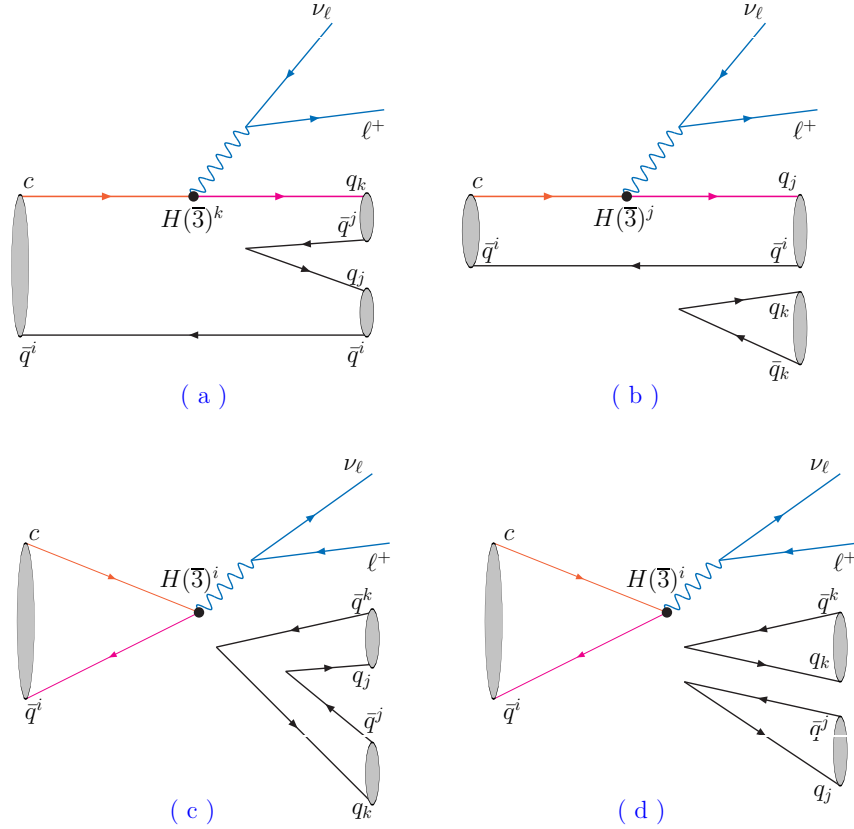 ν_ℓ
ℓ⁺
c
q_k
H(3̅)^k
q̄^j
q_j
q̄^i
q̄^i
( a )
ν_ℓ
ℓ⁺
c
q_j
H(3̅)^j
q̄^i
q̄^i
q_k
q̄_k
( b )
ν_ℓ
c
ℓ⁺
H(3̅)^i
q̄^k
q_j
q̄^i
q̄^j
q_k
( c )
ν_ℓ
c
ℓ⁺
H(3̅)^i
q̄^k
q_k
q̄^i
q̄^j
q_j
( d )